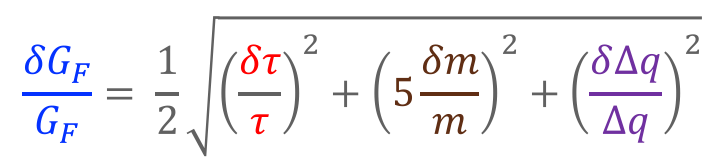 δG_F/G_F = 1/2 √((δτ/τ)² + (5 δm/m)² + (δΔq/Δq)²)